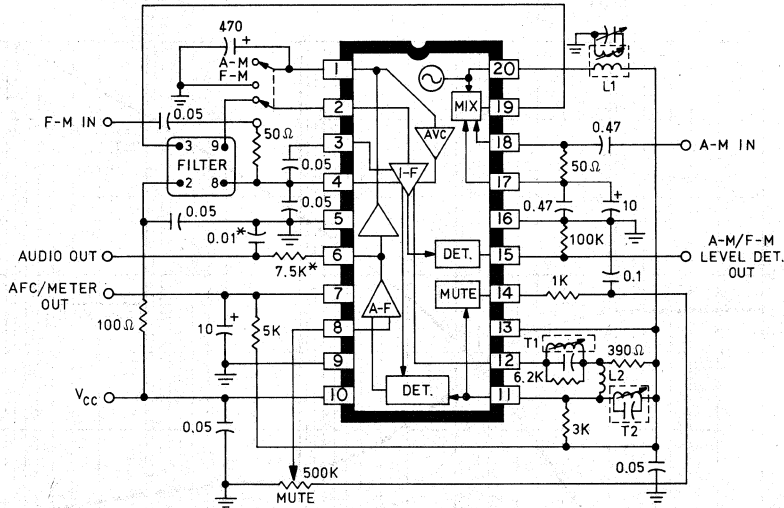 470
+
A-M
F-M
F-M IN
0.05
50Ω
3
9
FILTER
2
8
0.05
0.05
0.05
0.01*
AUDIO OUT
7.5K*
AFC/METER
OUT
100Ω
10
+
5K
VCC
0.05
500K
MUTE
1
2
3
4
5
6
7
8
9
10
AVC
I-F
A-F
DET.
MIX
DET.
MUTE
20
19
18
17
16
15
14
13
12
11
L1
0.47
A-M IN
50Ω
0.47
+
10
100K
A-M/F-M
LEVEL DET.
OUT
0.1
1K
T1
390Ω
6.2K
L2
T2
3K
0.05